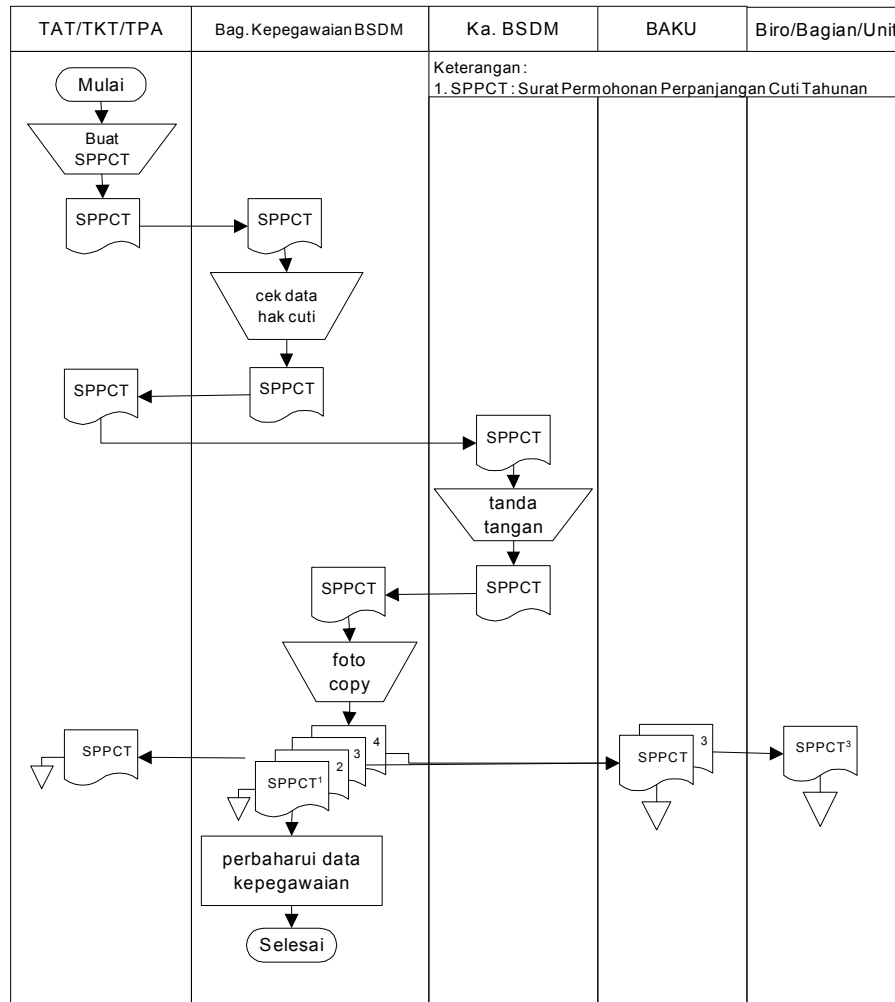 TAT/TKT/TPA
Bag. Kepegawaian BSDM
Ka. BSDM
BAKU
Biro/Bagian/Unit
Keterangan :
1. SPPCT : Surat Permohonan Perpanjangan Cuti Tahunan
Mulai
Buat
SPPCT
SPPCT
SPPCT
cek data
hak cuti
SPPCT
SPPCT
SPPCT
tanda
tangan
SPPCT
SPPCT
foto
copy
SPPCT
4
3
2
SPPCT1
3
SPPCT
SPPCT3
perbaharui data
kepegawaian
Selesai